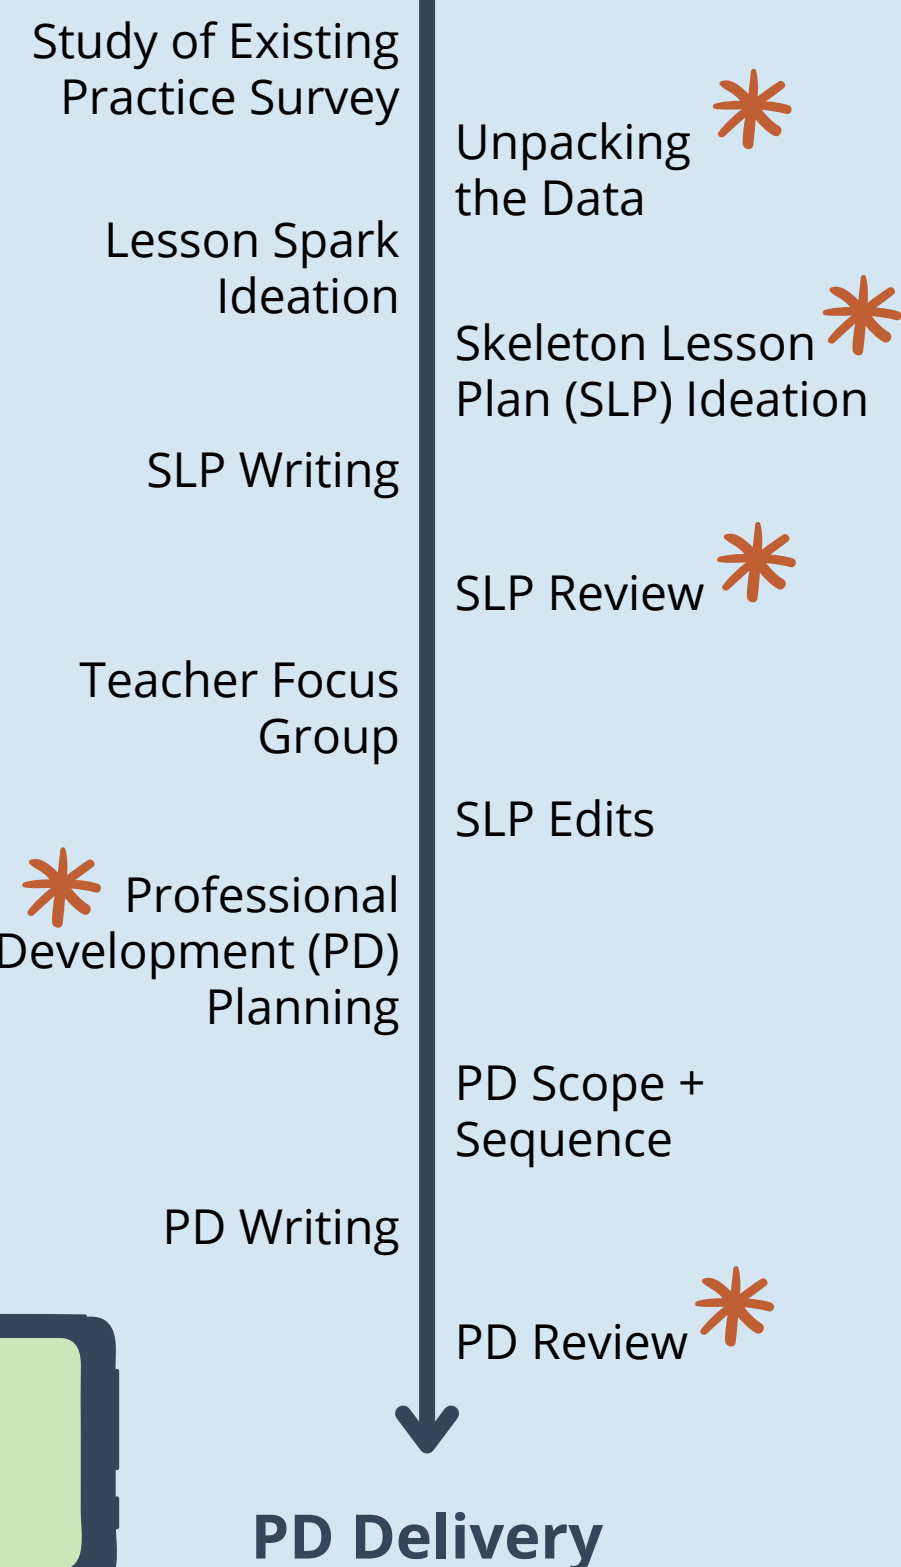 Study of Existing
Practice Survey
Unpacking
the Data
Lesson Spark
Ideation
Skeleton Lesson
Plan (SLP) Ideation
SLP Writing
SLP Review
Teacher Focus
Group
SLP Edits
Professional
Development (PD)
Planning
PD Scope +
Sequence
PD Writing
PD Review
PD Delivery